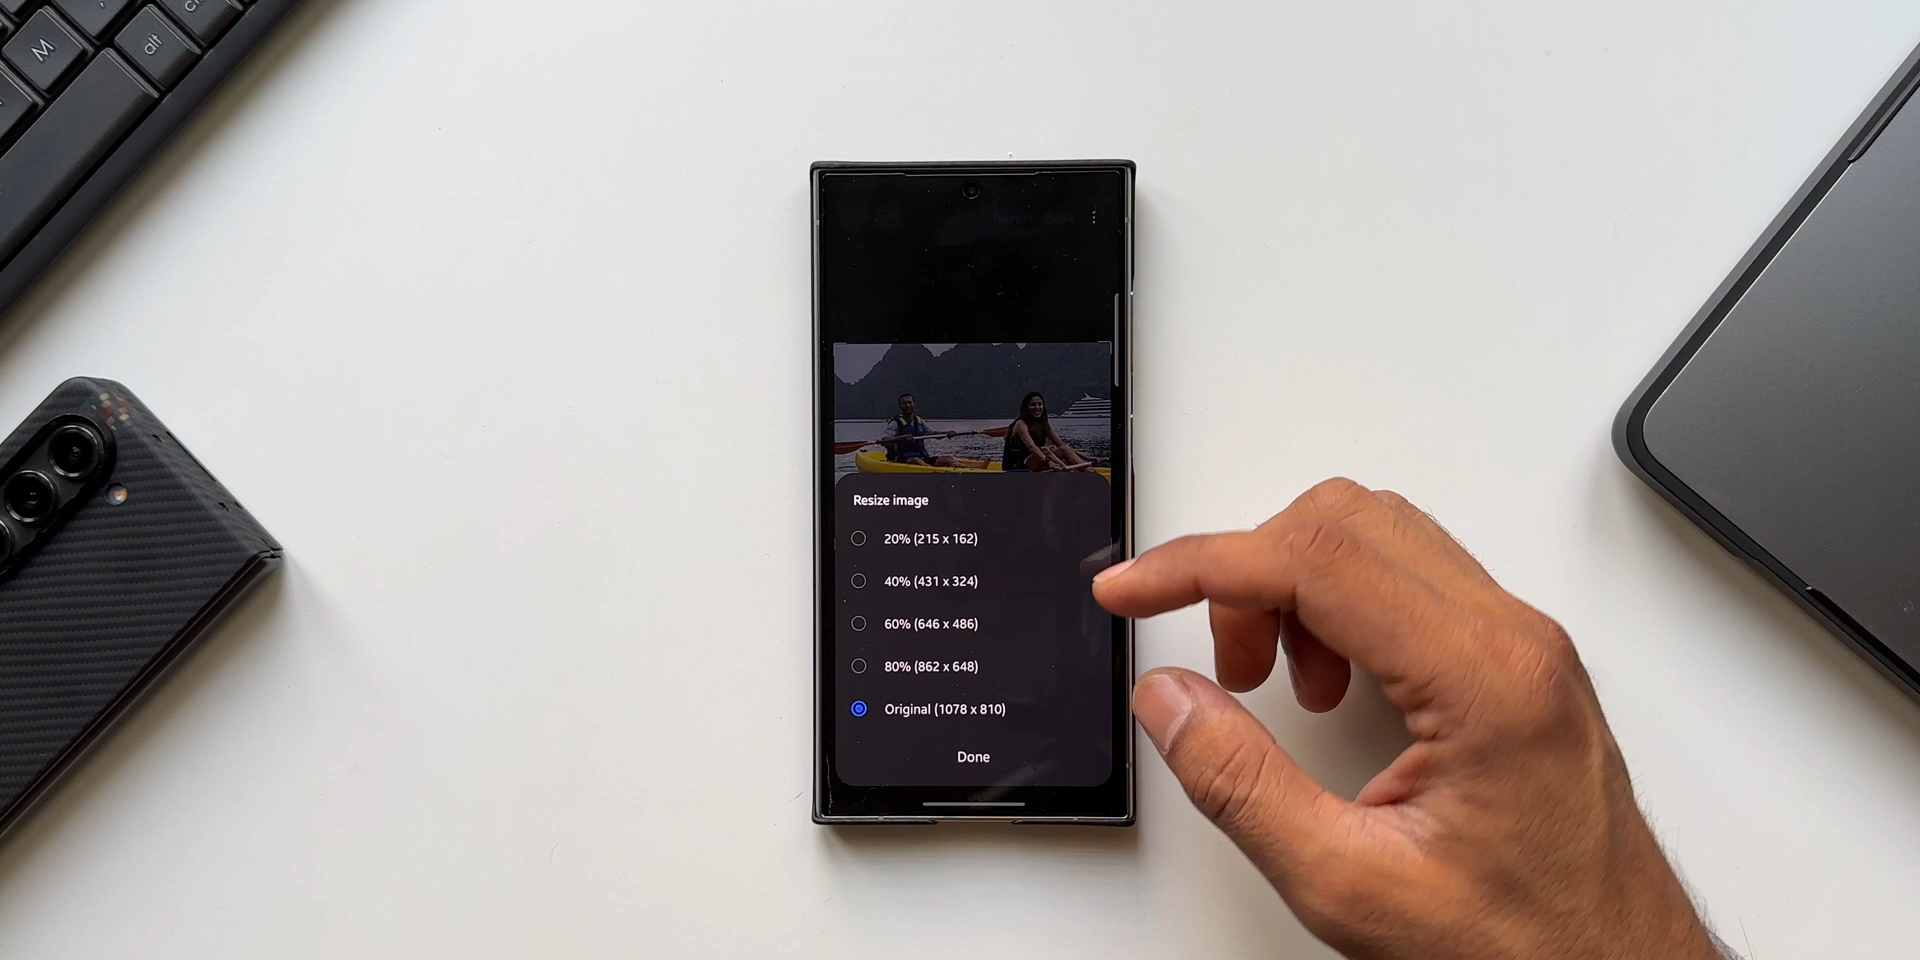 M
alt
Resize image
20% (215 x 162)
40% (431 x 324)
60% (646 x 486)
80% (862 x 648)
Original (1078 x 810)
Done